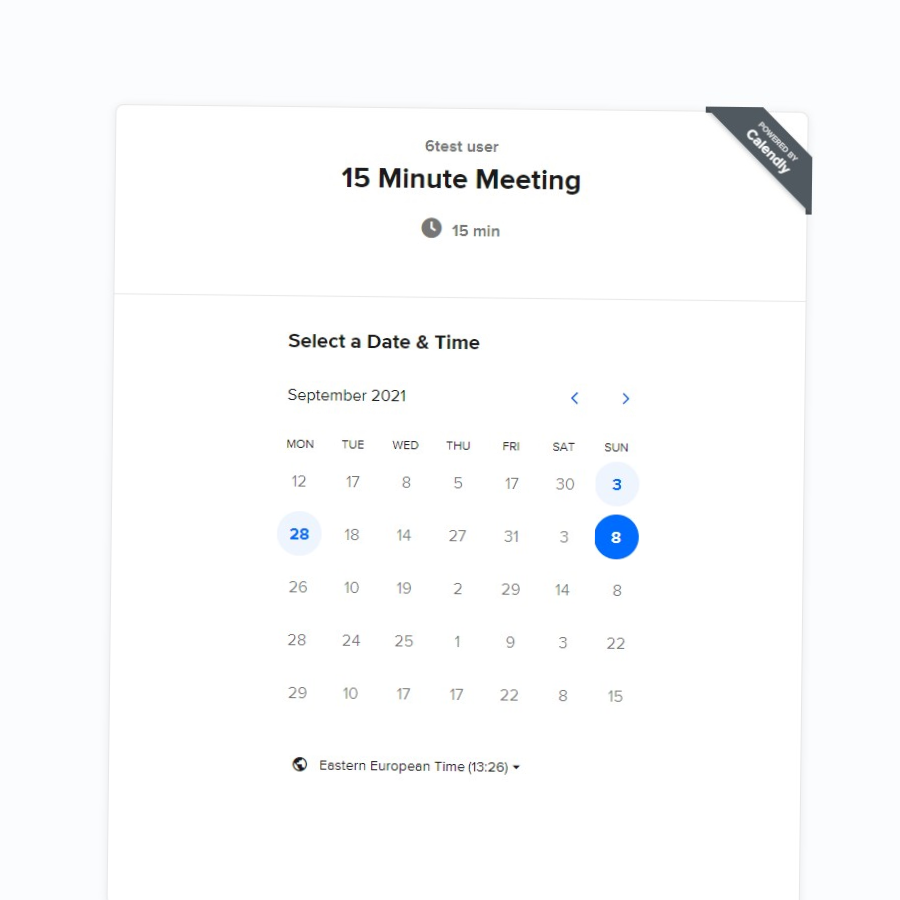 POWERED BY
Calendly
6test user
15 Minute Meeting
15 min
Select a Date & Time
September 2021
MON TUE WED THU FRI SAT SUN
12 17 8 5 17 30 3
28 18 14 27 31 3 8
26 10 19 2 29 14 8
28 24 25 1 9 3 22
29 10 17 17 22 8 15
Eastern European Time (13:26)